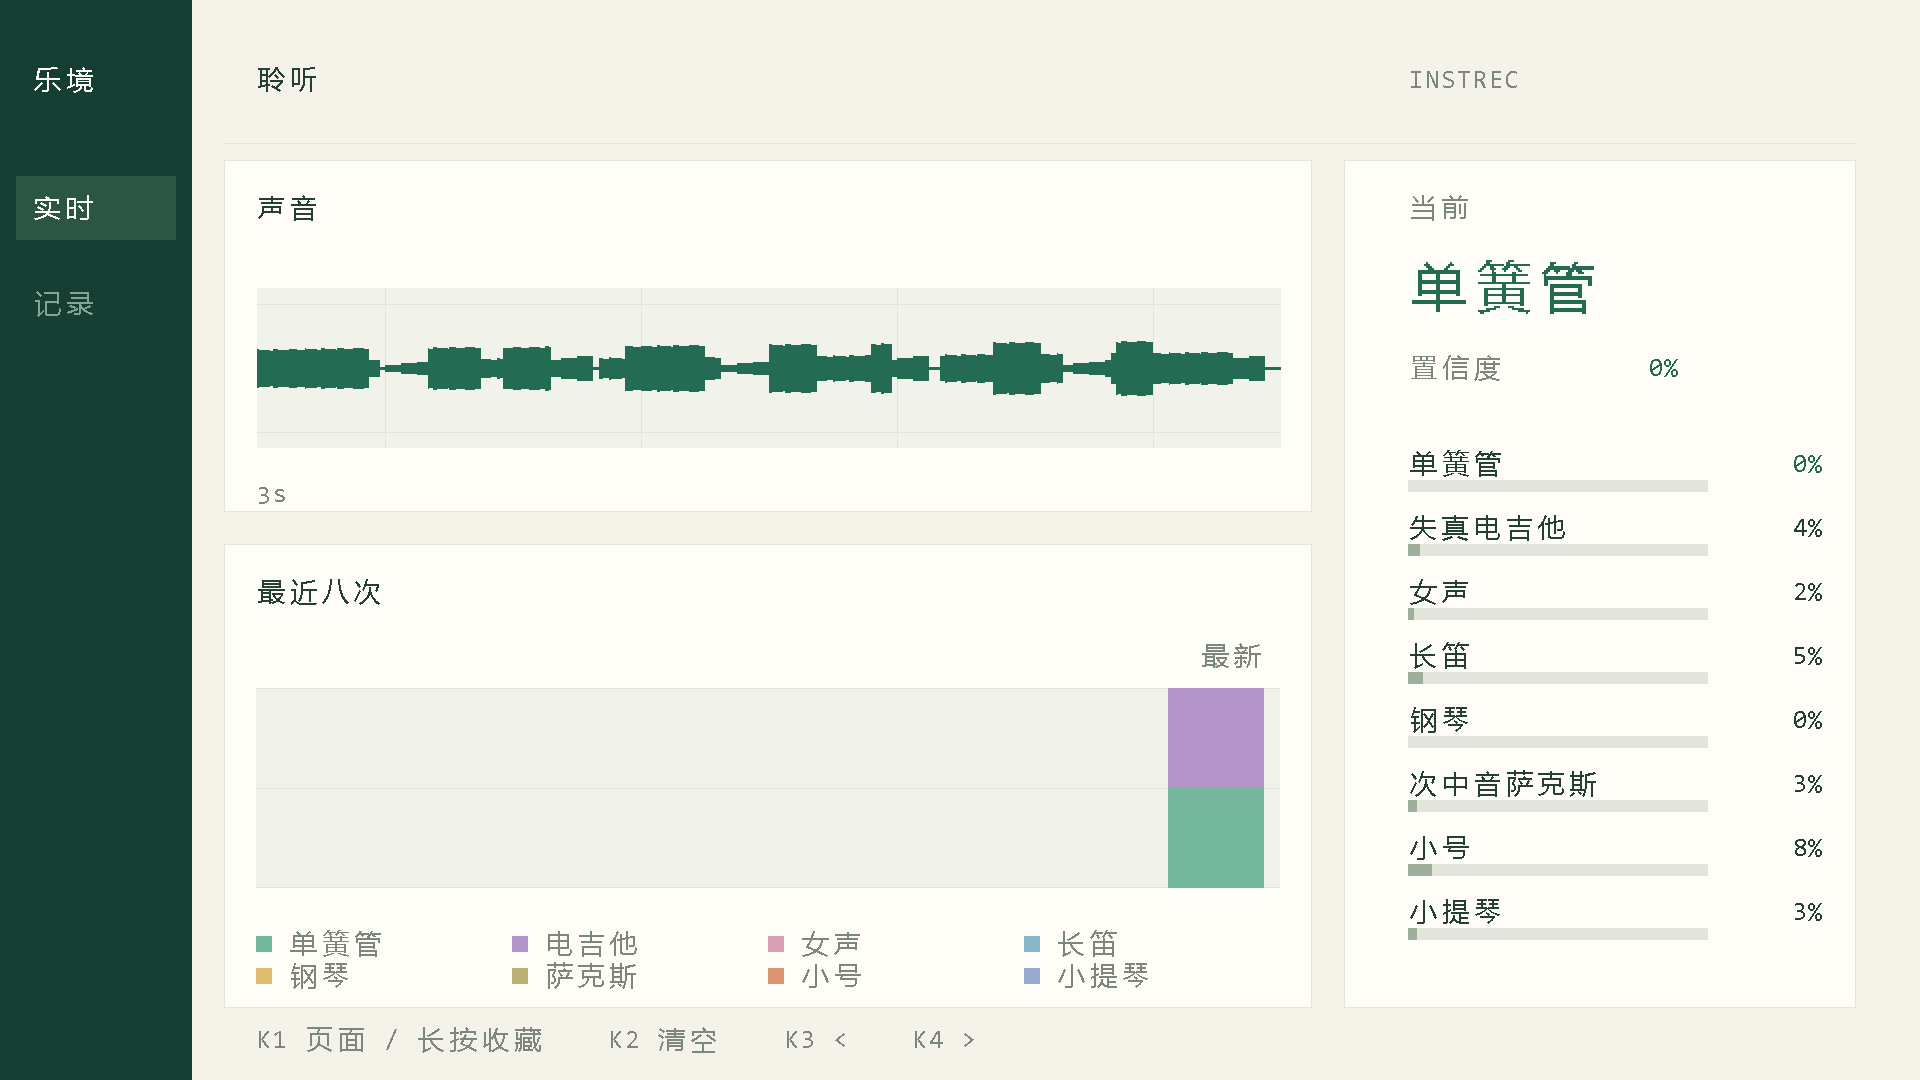 乐境
实时
记录
聆听
INSTREC
声音
3s
最近八次
最新
单簧管 电吉他 女声 长笛
钢琴 萨克斯 小号 小提琴
当前
单簧管
置信度 0%
单簧管 0%
失真电吉他 4%
女声 2%
长笛 5%
钢琴 0%
次中音萨克斯 3%
小号 8%
小提琴 3%
K1 页面 / 长按收藏 K2 清空 K3 < K4 >